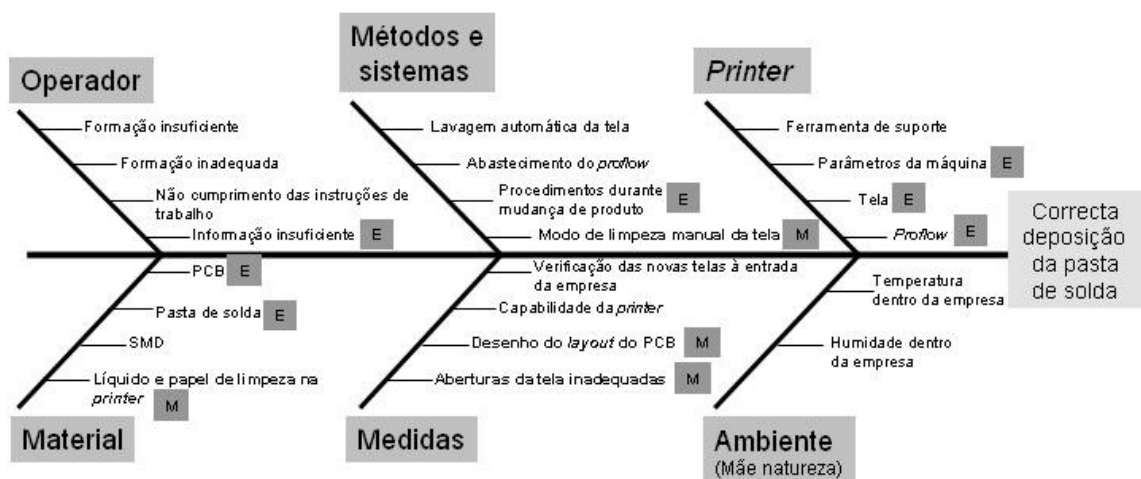 Operador
Formação insuficiente
Formação inadequada
Não cumprimento das instruções de
trabalho
Informação insuficiente E
Métodos e
sistemas
Lavagem automática da tela
Abastecimento do proflow
Procedimentos durante
mudança de produto E
Modo de limpeza manual da tela M
Printer
Ferramenta de suporte
Parâmetros da máquina E
Tela E
Proflow E
Correcta
deposição
da pasta
de solda
PCB E
Pasta de solda E
SMD
Líquido e papel de limpeza na
printer M
Material
Verificação das novas telas à entrada
da empresa
Capabilidade da printer
Desenho do layout do PCB M
Aberturas da tela inadequadas M
Medidas
Temperatura
dentro da empresa
Humidade dentro
da empresa
Ambiente
(Mãe natureza)